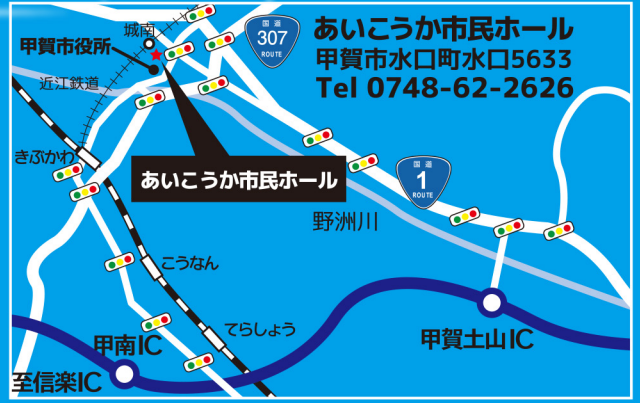 あいこうか市民ホール
甲賀市水口町水口5633
Tel 0748-62-2626
国道
307
ROUTE
城南
甲賀市役所
近江鉄道
きぶかわ
あいこうか市民ホール
国道
1
ROUTE
野洲川
こうなん
てらしょう
甲南IC
甲賀土山IC
至信楽IC